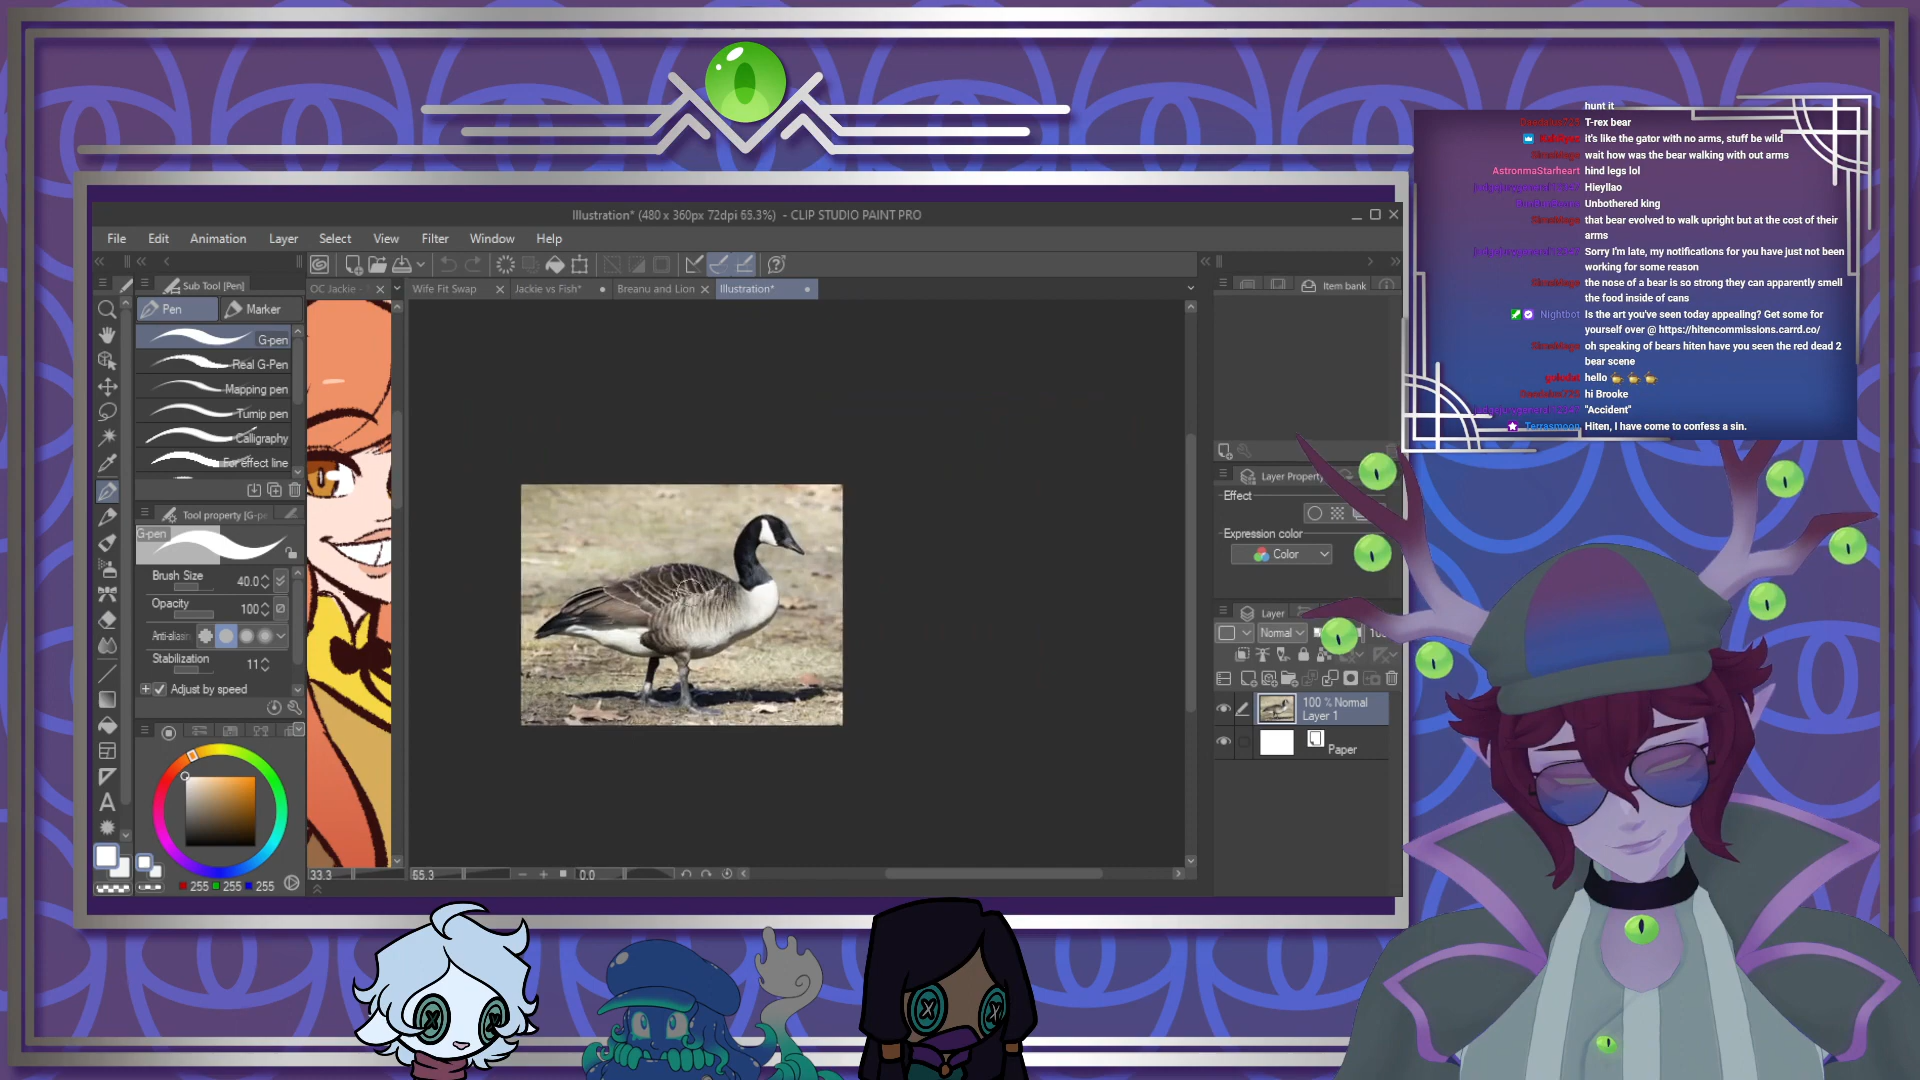 Illustration* (480 x 360px 72dpi 65.3%) - CLIP STUDIO PAINT PRO
File Edit Animation Layer Select View Filter Window Help
Sub Tool [Pen]
OC Jackie -
Wife Fit Swap
Jackie vs Fish*
Breanu and Lion
Illustration*
Item bank
Pen
Marker
G-pen
Real G-Pen
Mapping pen
Turnip pen
Calligraphy
For effect line
Tool property [G-pe
G-pen
Brush Size 40.0
Opacity 100
Anti-aliasin
Stabilization 11
Adjust by speed
255 255 255
33.3
0.0
Layer Property
Effect
Expression color
Color
Layer
Normal
100 % Normal
Layer 1
Paper
hunt it
T-rex bear
it's like the gator with no arms, stuff be wild
wait how was the bear walking with out arms
AstronmaStarheart hind legs lol
Hieyllao
Unbothered king
that bear evolved to walk upright but at the cost of their
arms
Sorry I'm late, my notifications for you have just not been
working for some reason
the nose of a bear is so strong they can apparently smell
the food inside of cans
Nightbot Is the art you've seen today appealing? Get some for
yourself over @ https://hitencommissions.carrd.co/
oh speaking of bears hiten have you seen the red dead 2
bear scene
hello
hi Brooke
"Accident"
Terrasmoon Hiten, I have come to confess a sin.